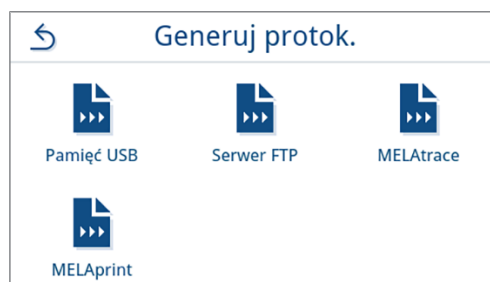 Generuj protok.
Pamięć USB
Serwer FTP
MELAtrace
MELAprint